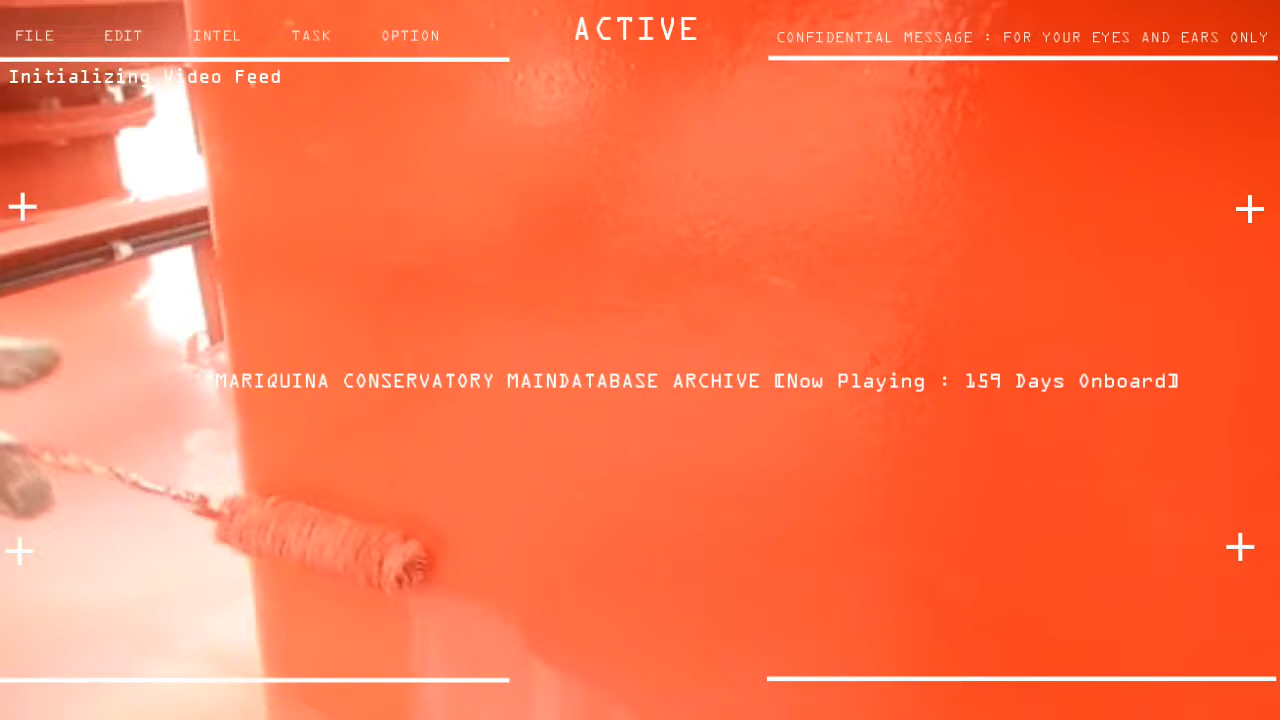 FILE EDIT INTEL TASK OPTION
ACTIVE
CONFIDENTIAL MESSAGE : FOR YOUR EYES AND EARS ONLY
Initializing Video Feed
MARIQUINA CONSERVATORY MAINDATABASE ARCHIVE [Now Playing : 159 Days Onboard]